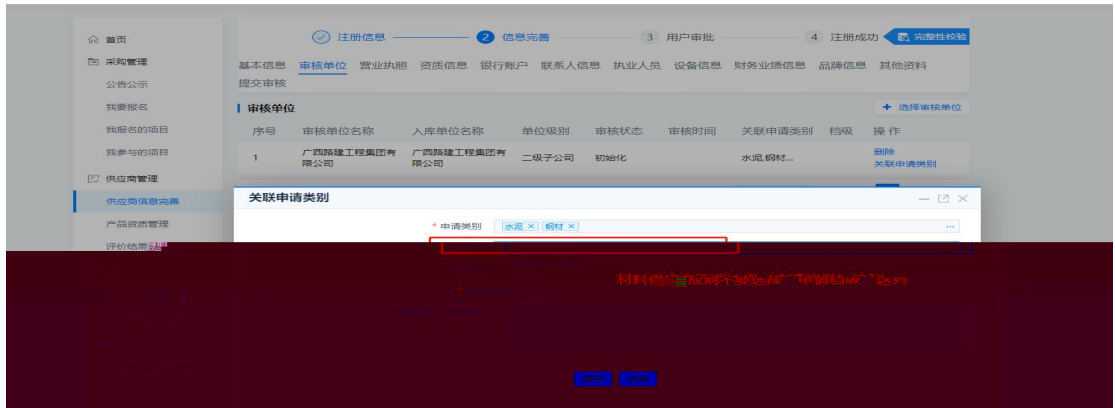 首页
注册信息
2 信息完善
3 用户审批
4 注册成功
完整性校验
采购管理
公告公示
我要报名
我报名的项目
我参与的项目
供应商管理
供应商信息完善
产品资质管理
评价结果
基本信息 审核单位 营业执照 资质信息 银行账户 联系人信息 执业人员 设备信息 财务业绩信息 品牌信息 其他资料
提交审核
审核单位
+ 选择审核单位
序号 审核单位名称 入库单位名称 单位级别 审核状态 审核时间 关联申请类别 档级 操作
1 广西路建工程集团有限公司 广西路建工程集团有限公司 二级子公司 初始化 水泥,钢材... 删除
关联申请类别
关联申请类别
* 申请类别 水泥 × 钢材 × ...